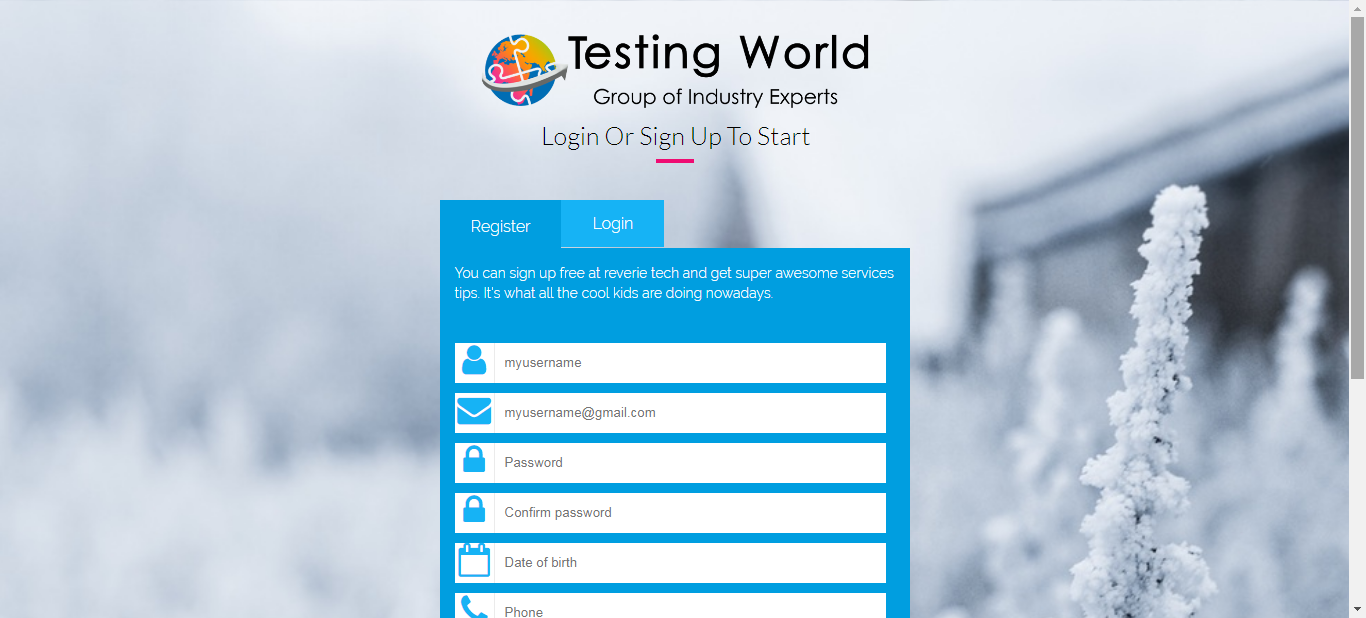 Testing World
Group of Industry Experts
Login Or Sign Up To Start
Register
Login
You can sign up free at reverie tech and get super awesome services
tips. It's what all the cool kids are doing nowadays.
myusername
myusername@gmail.com
Password
Confirm password
Date of birth
Phone